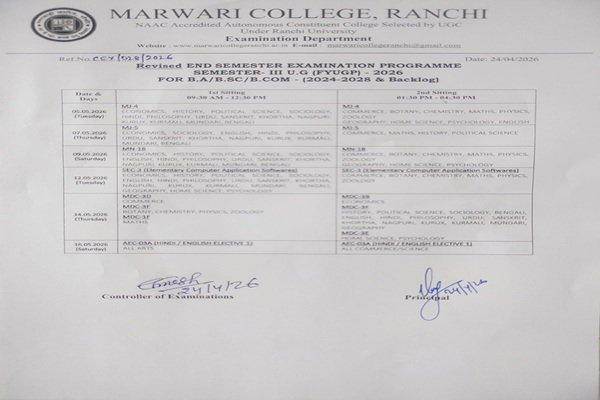 MARWARI COLLEGE, RANCHI
NAAC Accredited Autonomous Constituent College Selected by UGC
Under Ranchi University
Examination Department
Website : www.marwaricollegeranchi.ac.in E-mail : marwaricollegeranchi@gmail.com
Ref.No. CEX/028/2026 Date: 24/04/2026
Revised END SEMESTER EXAMINATION PROGRAMME
SEMESTER- III U.G (FYUGP) - 2026
FOR B.A/B.SC/B.COM - (2024-2028 & Backlog)
Date & Days
1st Sitting
09:30 AM - 12:30 PM
2nd Sitting
01:30 PM - 04:30 PM
05.05.2026
(Tuesday)
MJ-4
ECONOMICS, HISTORY, POLITICAL SCIENCE, SOCIOLOGY,
HINDI, PHILOSOPHY, URDU, SANSKRIT, KHORTHA, NAGPURI,
KURUX, KURMALI, MUNDARI, BENGALI
MJ-4
COMMERCE, BOTANY, CHEMISTRY, MATHS, PHYSICS,
ZOOLOGY
GEOGRAPHY, HOME SCIENCE, PSYCHOLOGY, ENGLISH
07.05.2026
(Thursday)
MJ-5
ECONOMICS, SOCIOLOGY, ENGLISH, HINDI, PHILOSOPHY,
URDU, SANSKRIT, KHORTHA, NAGPURI, KURUX, KURMALI,
MUNDARI, BENGALI
MJ-5
COMMERCE, MATHS, HISTORY, POLITICAL SCIENCE
09.05.2026
(Saturday)
MN 1B
ECONOMICS, HISTORY, POLITICAL SCIENCE, SOCIOLOGY,
ENGLISH, HINDI, PHILOSOPHY, URDU, SANSKRIT, KHORTHA,
NAGPURI, KURUX, KURMALI, MUNDARI, BENGALI
MN 1B
COMMERCE, BOTANY, CHEMISTRY, MATHS, PHYSICS,
ZOOLOGY
GEOGRAPHY, HOME SCIENCE, PSYCHOLOGY
12.05.2026
(Tuesday)
SEC-3 (Elementary Computer Application Softwares)
ECONOMICS, HISTORY, POLITICAL SCIENCE, SOCIOLOGY,
ENGLISH, HINDI, PHILOSOPHY, URDU, SANSKRIT, KHORTHA,
NAGPURI, KURUX, KURMALI, MUNDARI, BENGALI,
GEOGRAPHY, HOME SCIENCE, PSYCHOLOGY
SEC-3 (Elementary Computer Application Softwares)
COMMERCE, BOTANY, CHEMISTRY, MATHS, PHYSICS,
ZOOLOGY
14.05.2026
(Thursday)
MDC-3D
COMMERCE
MDC-3F
BOTANY, CHEMISTRY, PHYSICS, ZOOLOGY
MDC-3F
MATHS
MDC-3B
ECONOMICS
MDC-3F
HISTORY, POLITICAL SCIENCE, SOCIOLOGY, BENGALI,
ENGLISH, HINDI, PHILOSOPHY, URDU, SANSKRIT,
NAGPURI, KHORTHA, KURUX, KURMALI, MUNDARI,
GEOGRAPHY
MDC-3E
HOME SCIENCE, PSYCHOLOGY
16.05.2026
(Saturday)
AEC-03A (HINDI / ENGLISH ELECTIVE 1)
ALL ARTS
AEC-03A (HINDI / ENGLISH ELECTIVE 1)
ALL COMMERCE/SCIENCE
24/4/26
Controller of Examinations
24/4/26
Principal